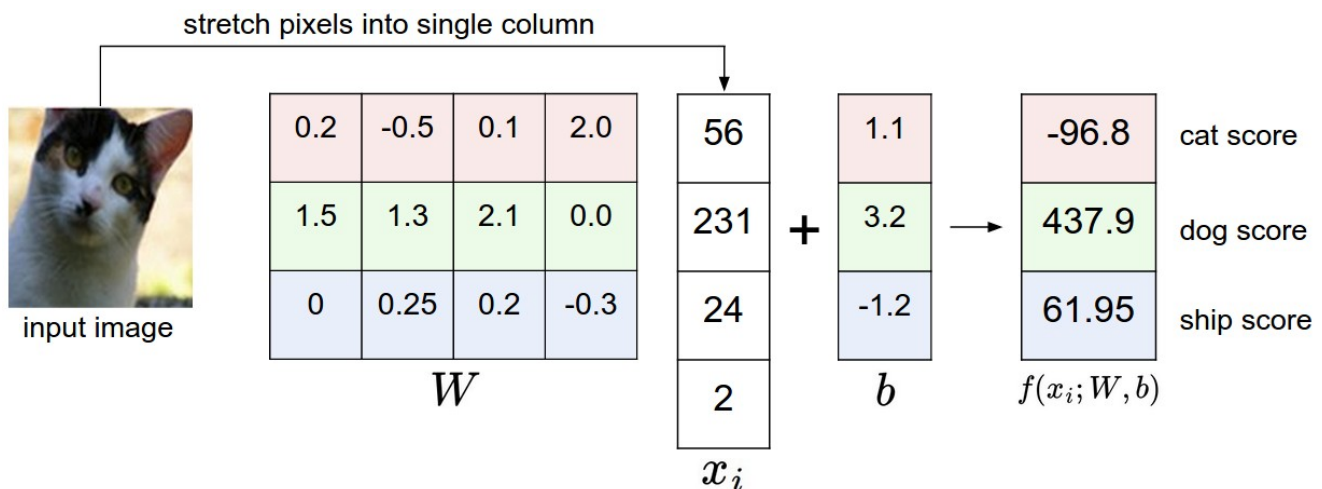 stretch pixels into single column
0.2 -0.5 0.1 2.0 56 1.1 -96.8 cat score
1.5 1.3 2.1 0.0 231 + 3.2 437.9 dog score
0 0.25 0.2 -0.3 24 -1.2 61.95 ship score
input image
W 2 b f(x_i; W, b)
x_i